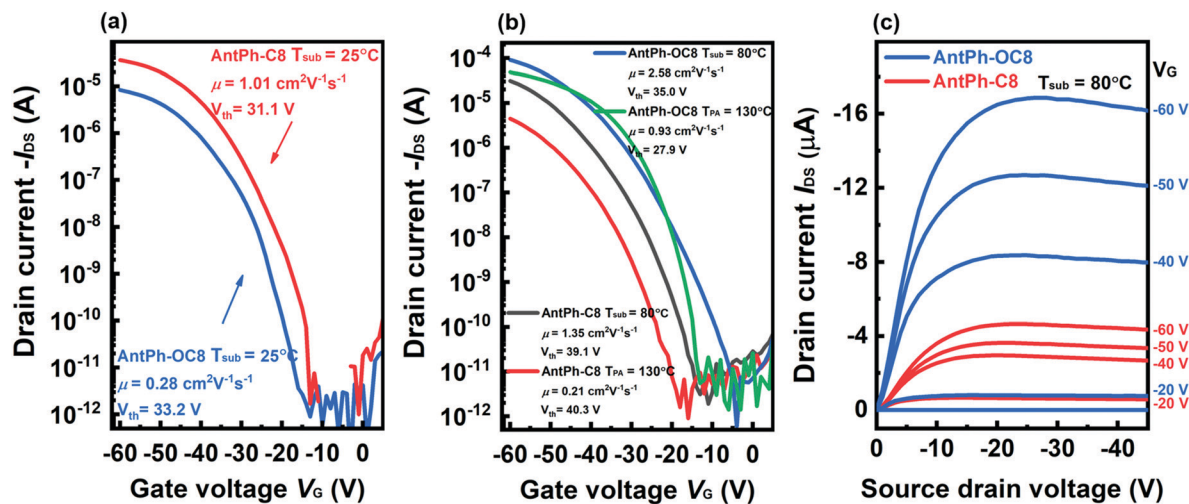 (a)
AntPh-C8 Tsub = 25°C
μ = 1.01 cm²V⁻¹s⁻¹
Vth = 31.1 V
AntPh-OC8 Tsub = 25°C
μ = 0.28 cm²V⁻¹s⁻¹
Vth = 33.2 V
Drain current -IDS (A)
10⁻⁵
10⁻⁶
10⁻⁷
10⁻⁸
10⁻⁹
10⁻¹⁰
10⁻¹¹
10⁻¹²
-60 -50 -40 -30 -20 -10 0
Gate voltage VG (V)
(b)
AntPh-OC8 Tsub = 80°C
μ = 2.58 cm²V⁻¹s⁻¹
Vth = 35.0 V
AntPh-OC8 TPA = 130°C
μ = 0.93 cm²V⁻¹s⁻¹
Vth = 27.9 V
AntPh-C8 Tsub = 80°C
μ = 1.35 cm²V⁻¹s⁻¹
Vth = 39.1 V
AntPh-C8 TPA = 130°C
μ = 0.21 cm²V⁻¹s⁻¹
Vth = 40.3 V
Drain current -IDS (A)
10⁻⁴
10⁻⁵
10⁻⁶
10⁻⁷
10⁻⁸
10⁻⁹
10⁻¹⁰
10⁻¹¹
10⁻¹²
-60 -50 -40 -30 -20 -10 0
Gate voltage VG (V)
(c)
AntPh-OC8
AntPh-C8
Tsub = 80°C
VG
-60 V
-50 V
-40 V
-60 V
-50 V
-40 V
-20 V
-20 V
Drain current IDS (μA)
-16
-12
-8
-4
0
0 -10 -20 -30 -40
Source drain voltage (V)